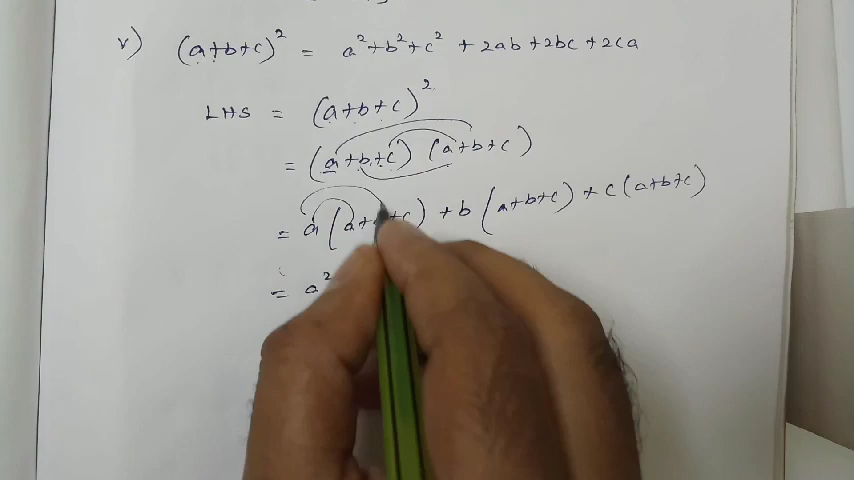 v) (a+b+c)² = a²+b²+c² + 2ab+2bc+2ca
LHS = (a+b+c)²
= (a+b+c) (a+b+c)
= a(a+ +c) + b(a+b+c) + c(a+b+c)
= a²